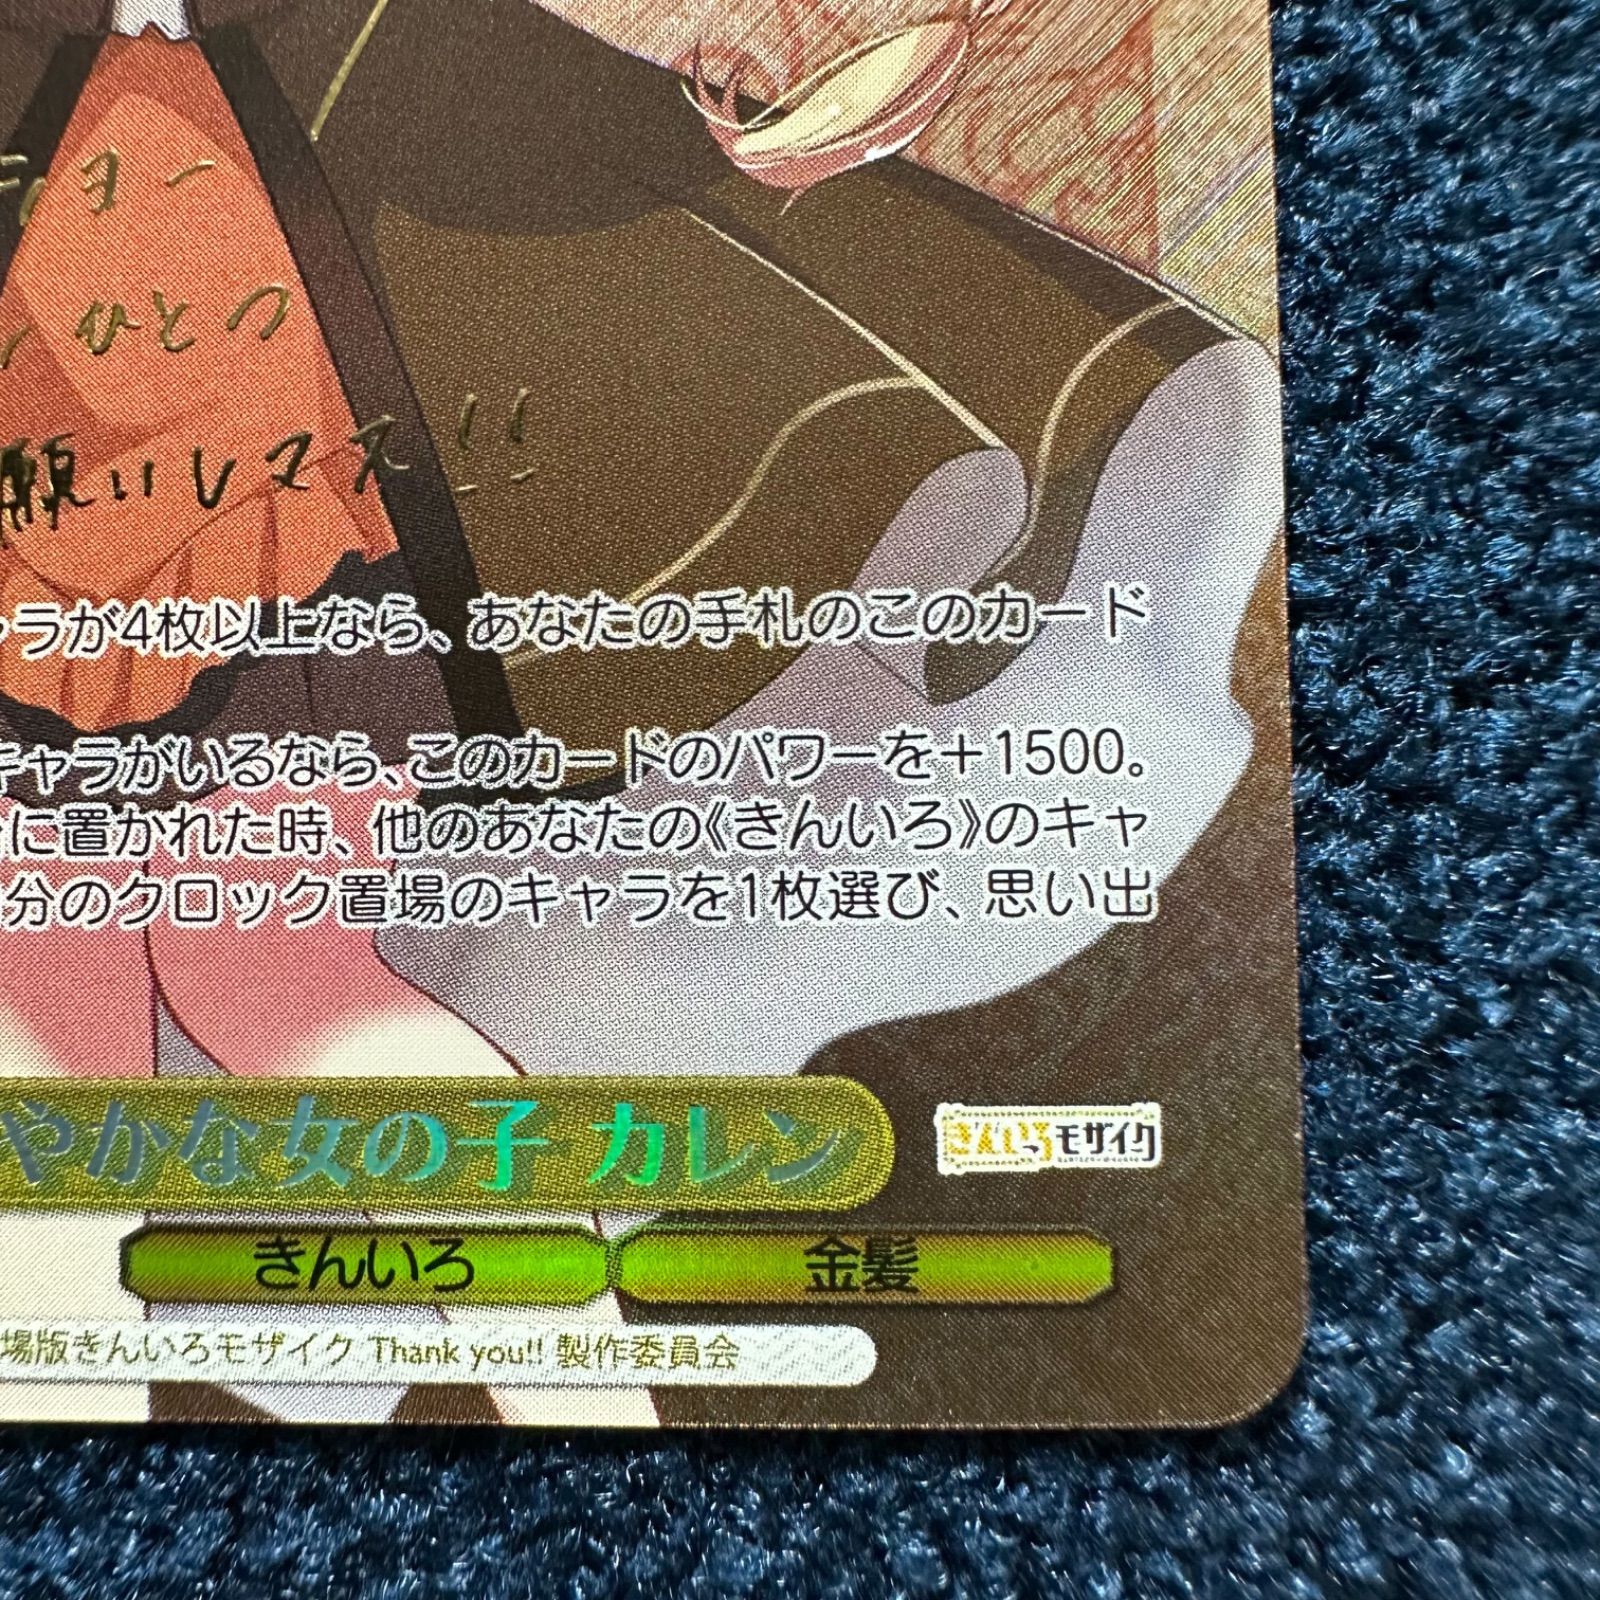 ラヨー
ひとつ
願いしマス!!
ラが4枚以上なら、あなたの手札のこのカード
キャラがいるなら、このカードのパワーを＋1500。
に置かれた時、他のあなたの《きんいろ》のキャ
分のクロック置場のキャラを1枚選び、思い出
やかな女の子 カレン
きんいろモザイク
きんいろ 金髪
場版きんいろモザイク Thank you!! 製作委員会